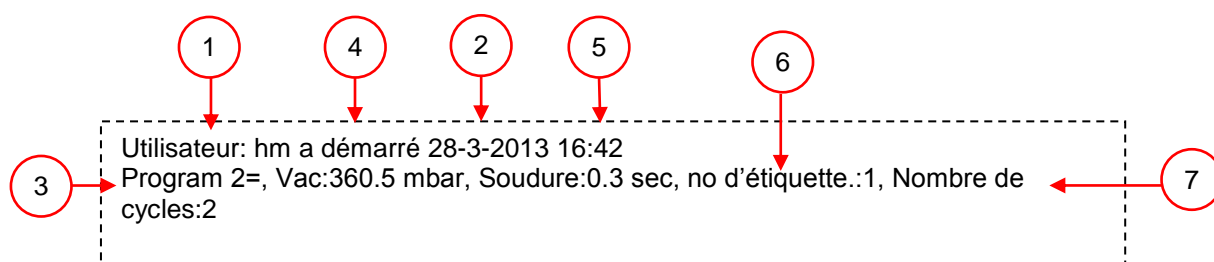 1 4 2 5 6
Utilisateur: hm a démarré 28-3-2013 16:42
3 Program 2=, Vac:360.5 mbar, Soudure:0.3 sec, no d’étiquette.:1, Nombre de 7
cycles:2